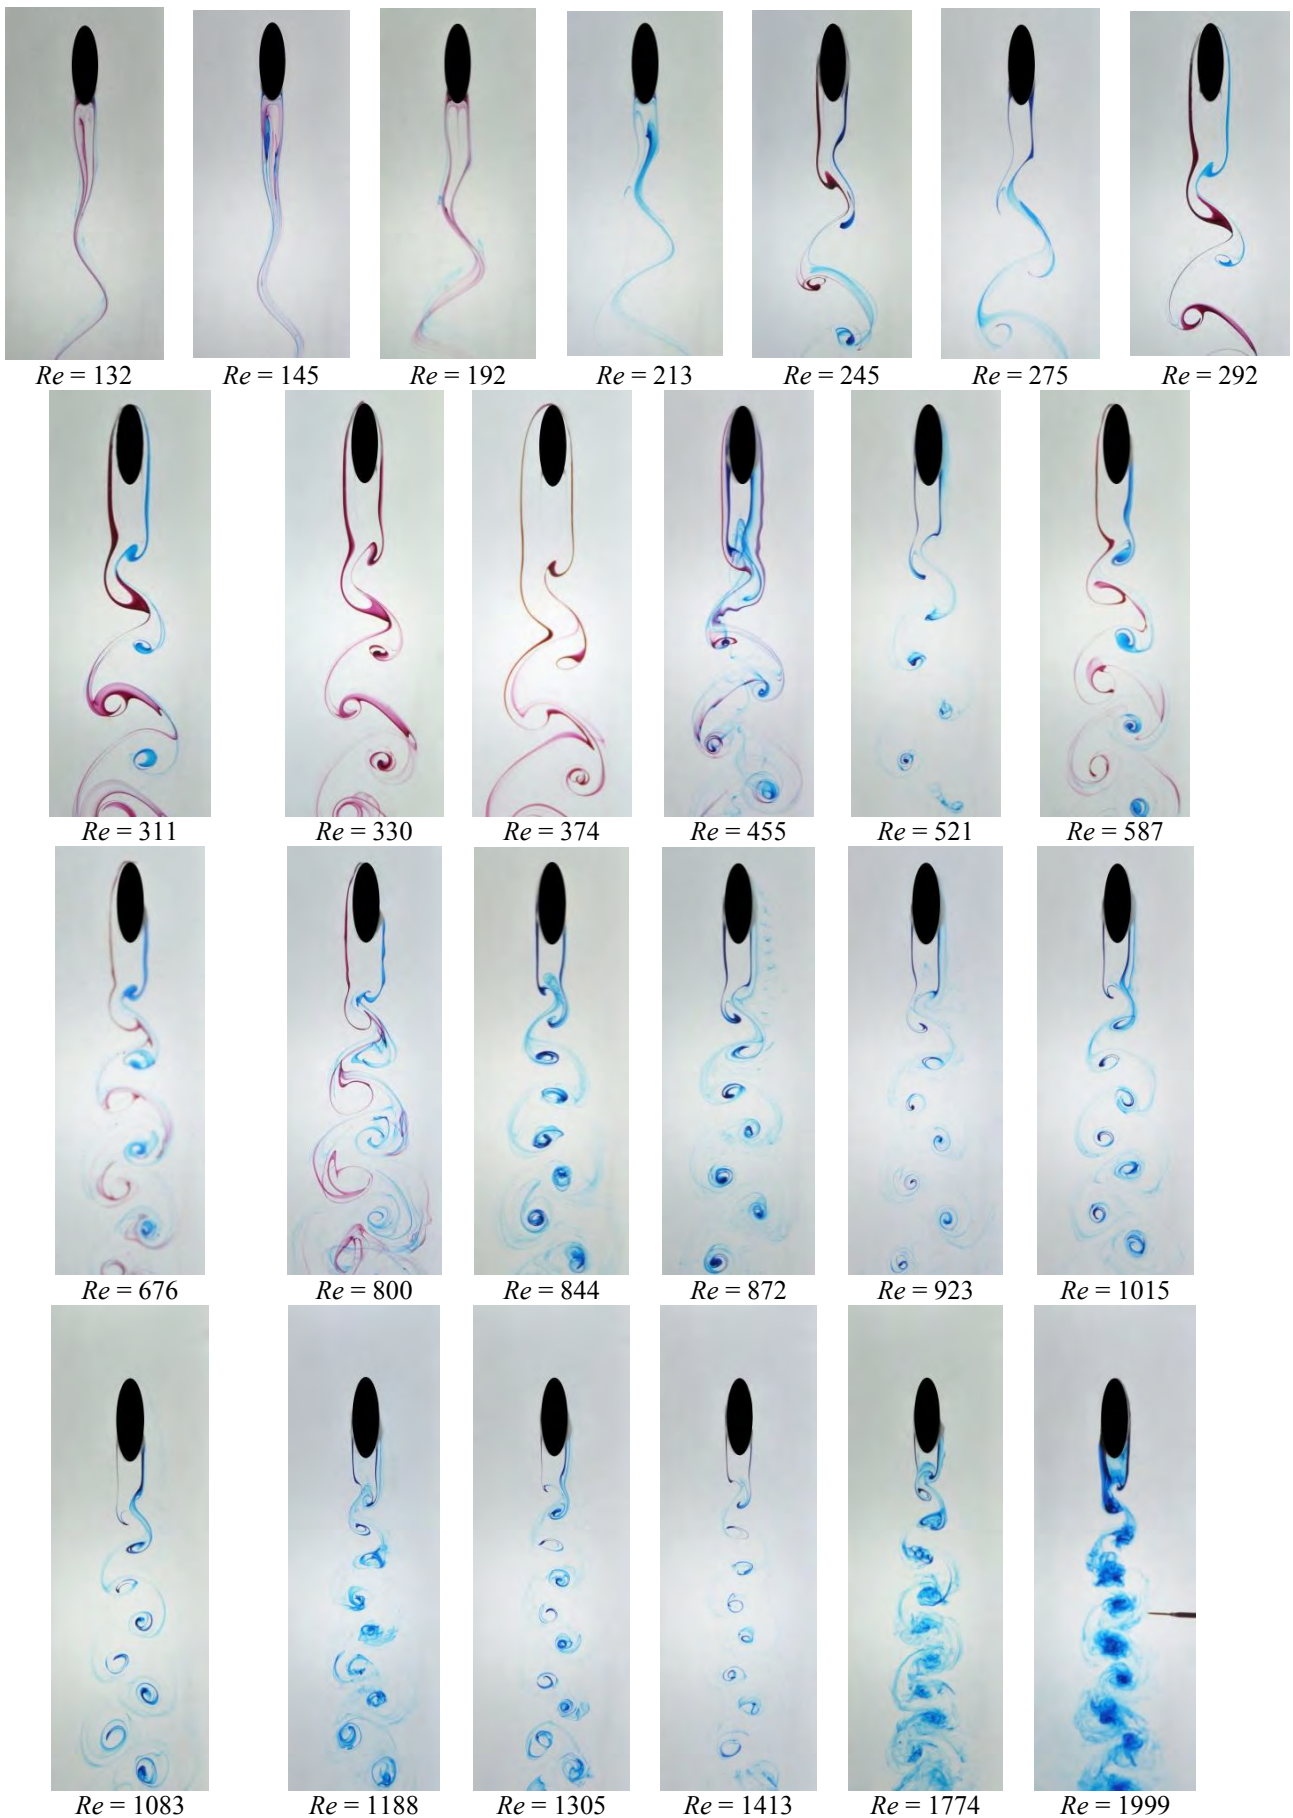 Re = 132 Re = 145 Re = 192 Re = 213 Re = 245 Re = 275 Re = 292
Re = 311 Re = 330 Re = 374 Re = 455 Re = 521 Re = 587
Re = 676 Re = 800 Re = 844 Re = 872 Re = 923 Re = 1015
Re = 1083 Re = 1188 Re = 1305 Re = 1413 Re = 1774 Re = 1999